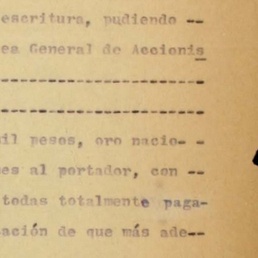 escritura, pudiendo --
ea General de Accionis
-----------------------
-----------------------
il pesos, oro nacio- -
es al portador, con --
todas totalmente paga-
tación de que más ade--